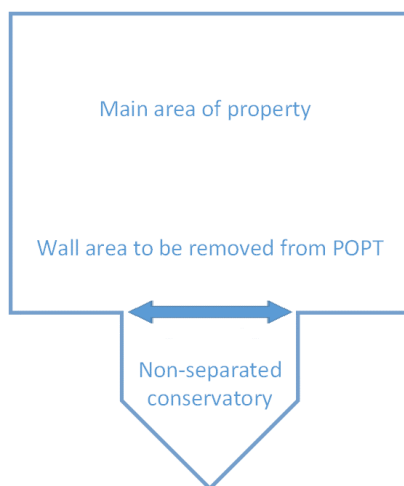 Main area of property
Wall area to be removed from POPT
Non-separated
conservatory